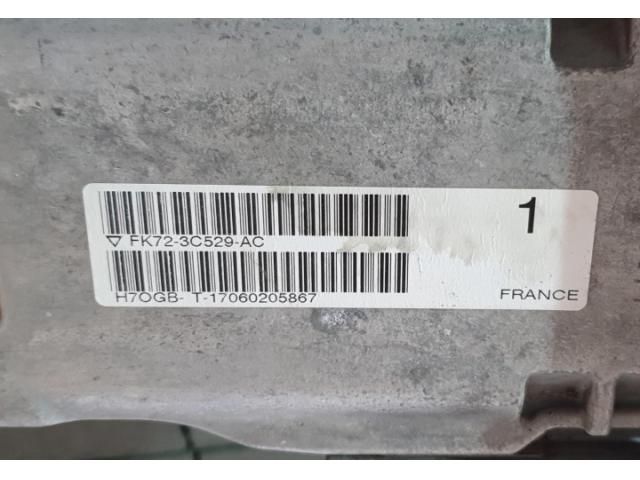 1
▽ FK72-3C529-AC
H7OGB- T-17060205867
FRANCE